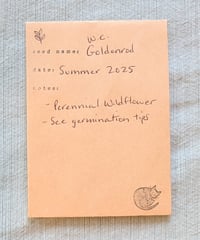 W.C.
seed name: Goldenrod
date: Summer 2025
notes:
- Perennial Wildflower
- See germination tips